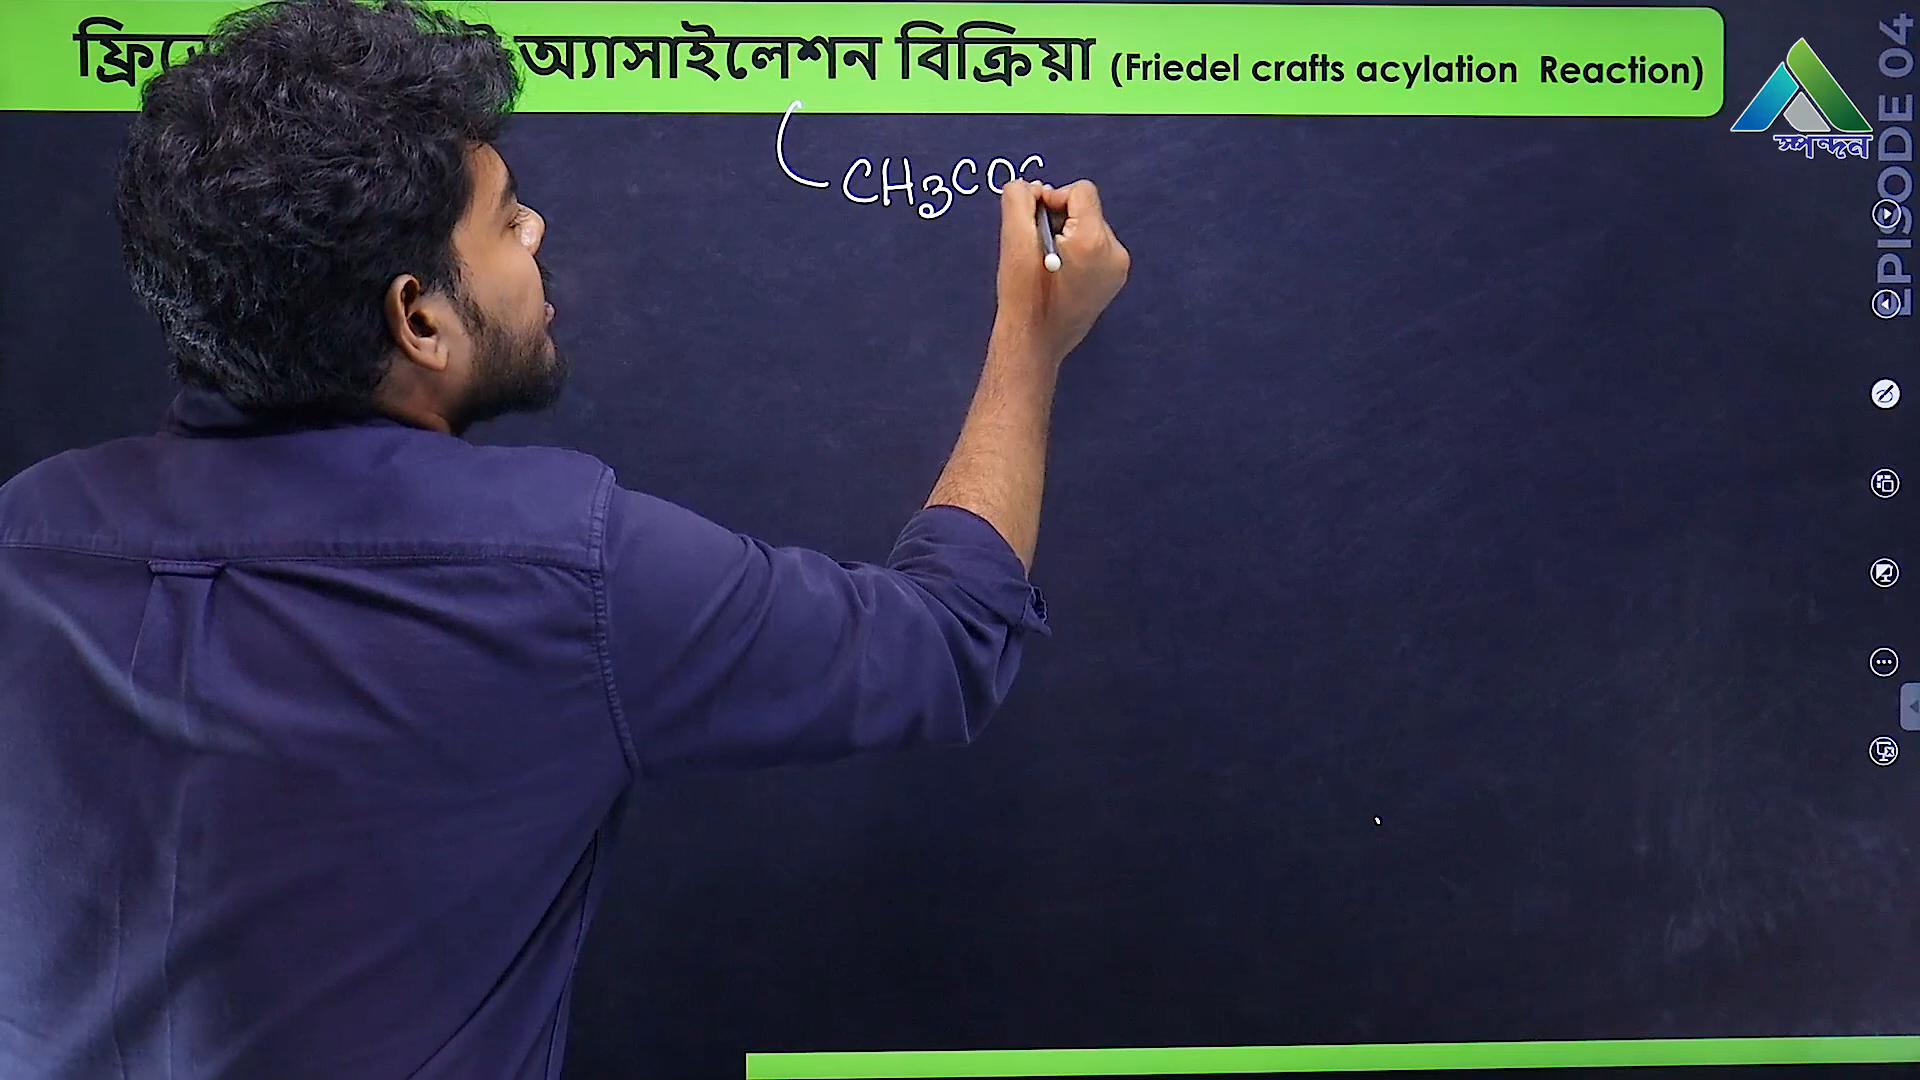 অ্যাসাইলেশন বিক্রিয়া (Friedel crafts acylation Reaction)
CH3COC
স্পন্দন
EPISODE 04